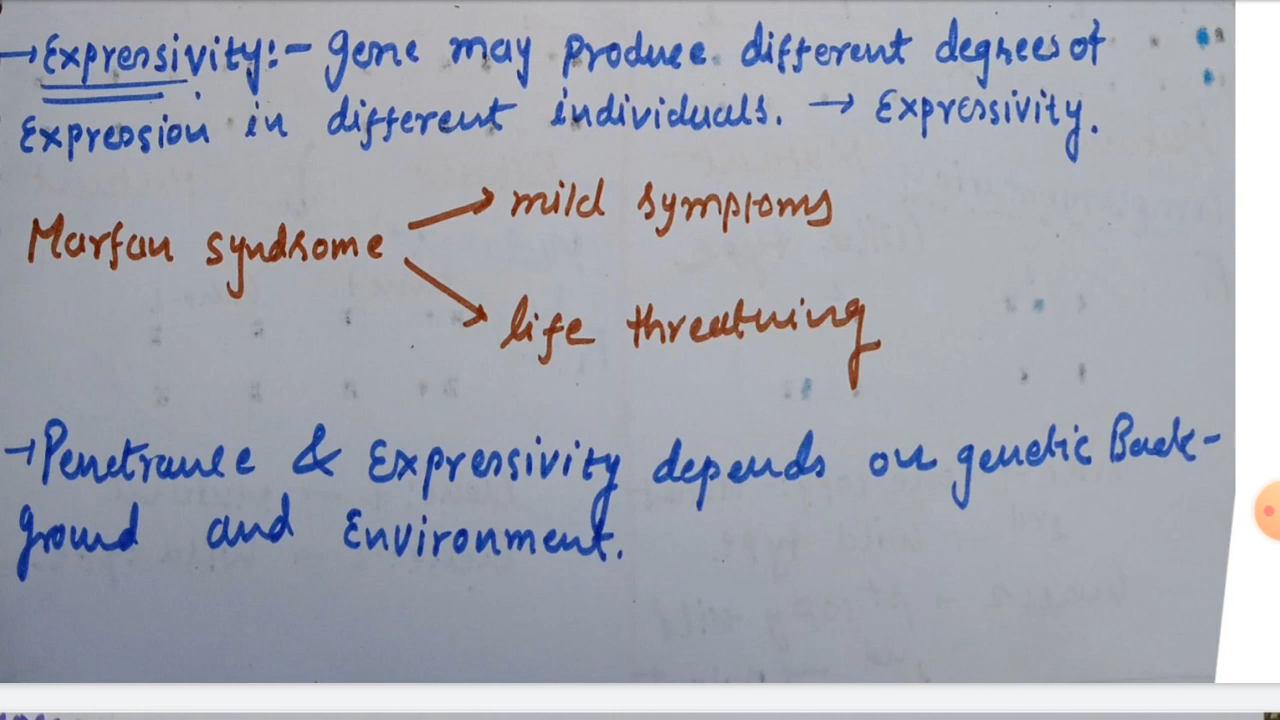 →Expressivity:- gene may produce different degrees of
Expression in different individuals. → Expressivity.
Marfan syndrome
mild symptoms
life threatning
→Penetrance & Expressivity depends on genetic Back-
ground and Environment.